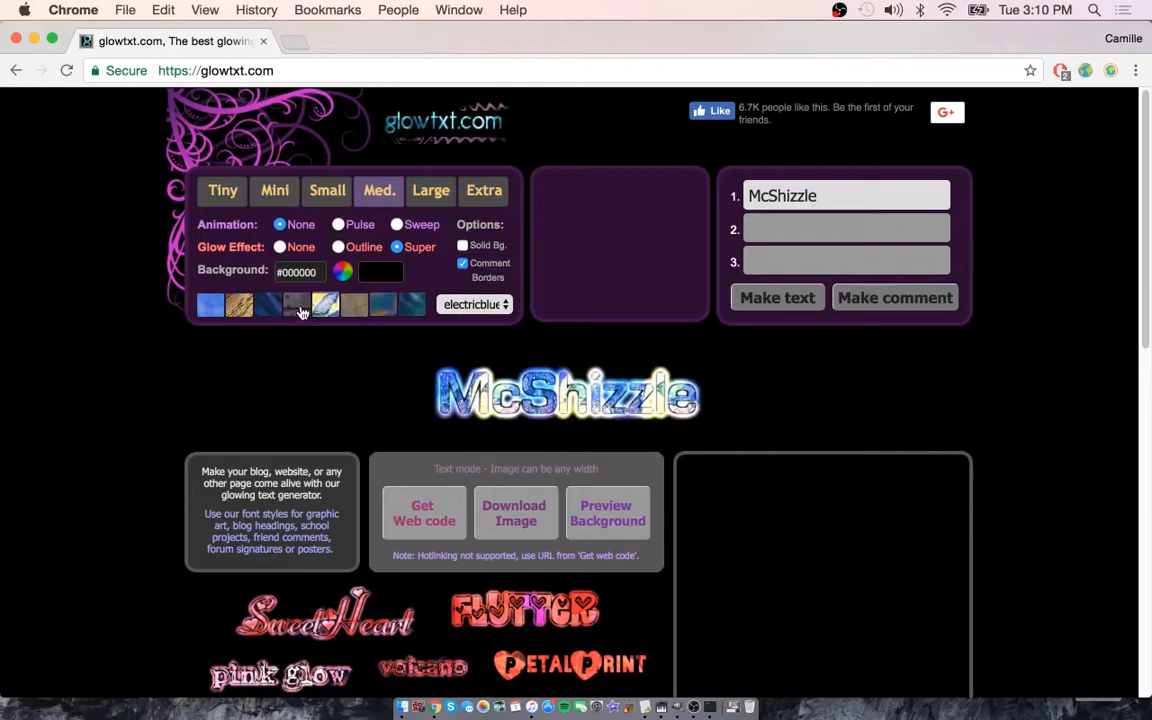 Chrome File Edit View History Bookmarks People Window Help Tue 3:10 PM
glowtxt.com, The best glowing
Camille
Secure https://glowtxt.com
2
glowtxt.com
Like 6.7K people like this. Be the first of your
friends.
G+
Tiny Mini Small Med. Large Extra
Animation: None Pulse Sweep Options:
Glow Effect: None Outline Super Solid Bg.
Background: #000000 Comment
Borders
electricblue
1. McShizzle
2.
3.
Make text Make comment
McShizzle
Make your blog, website, or any
other page come alive with our
glowing text generator.
Use our font styles for graphic
art, blog headings, school
projects, friend comments,
forum signatures or posters.
Text mode - Image can be any width
Get
Web code
Download
Image
Preview
Background
Note: Hotlinking not supported, use URL from 'Get web code'.
SweetHeart FLUTTER
pink glow volcano PETALPRINT